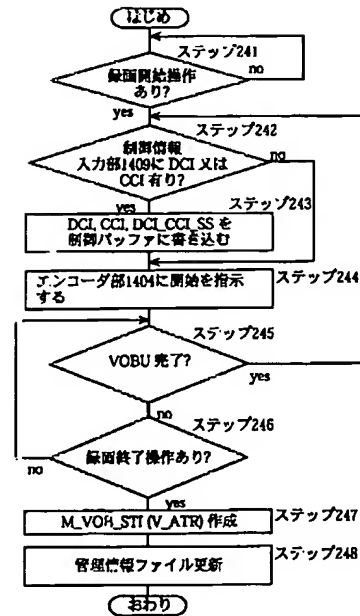 はじめ
ステップ241
録画開始操作
あり?
no
yes
ステップ242
制御情報
入力部1409に DCI 又は
CCI 有り?
no
yes
ステップ243
DCI, CCI, DCI_CCI_SS を
制御バッファに書き込む
ステップ244
エンコーダ部1404に開始を指示
する
ステップ245
VOBU 完了?
yes
no
ステップ246
録画終了操作あり?
no
yes
M_VOB_STI (V_ATR) 作成
ステップ247
ステップ248
管理情報ファイル更新
おわり